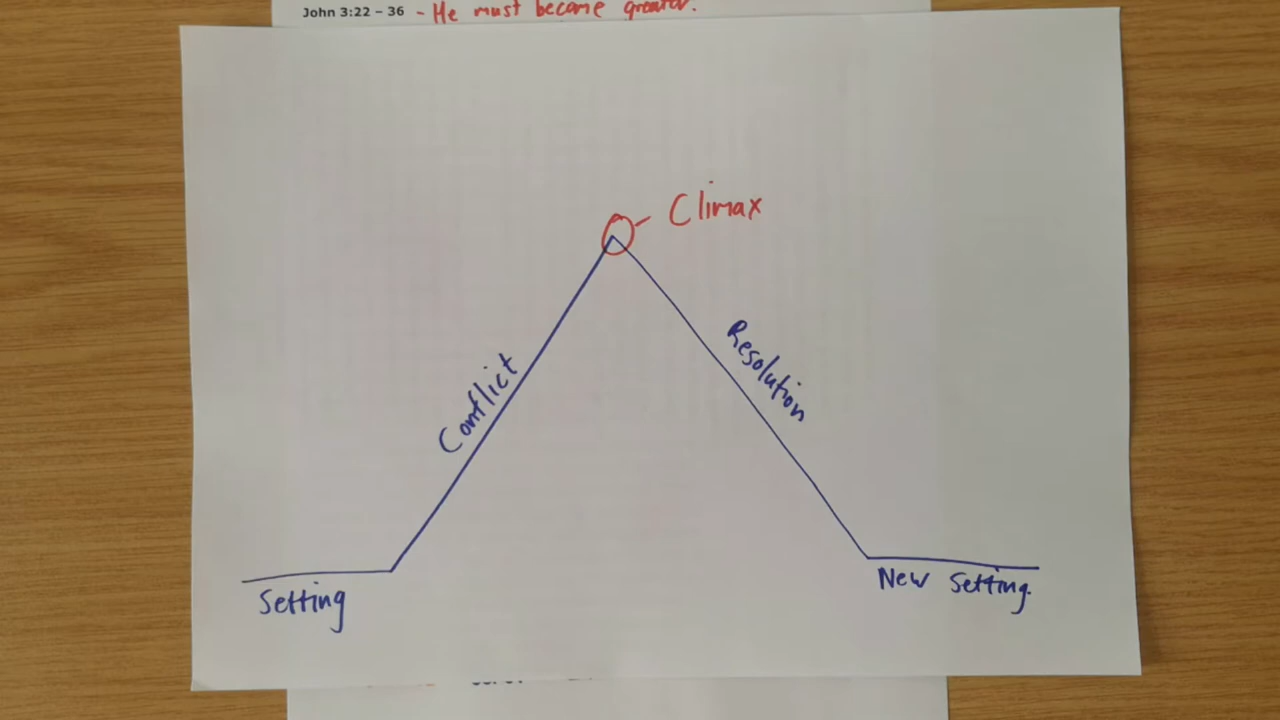 John 3:22 – 36 - He must become greater.
Climax
Conflict
Resolution
Setting
New Setting.